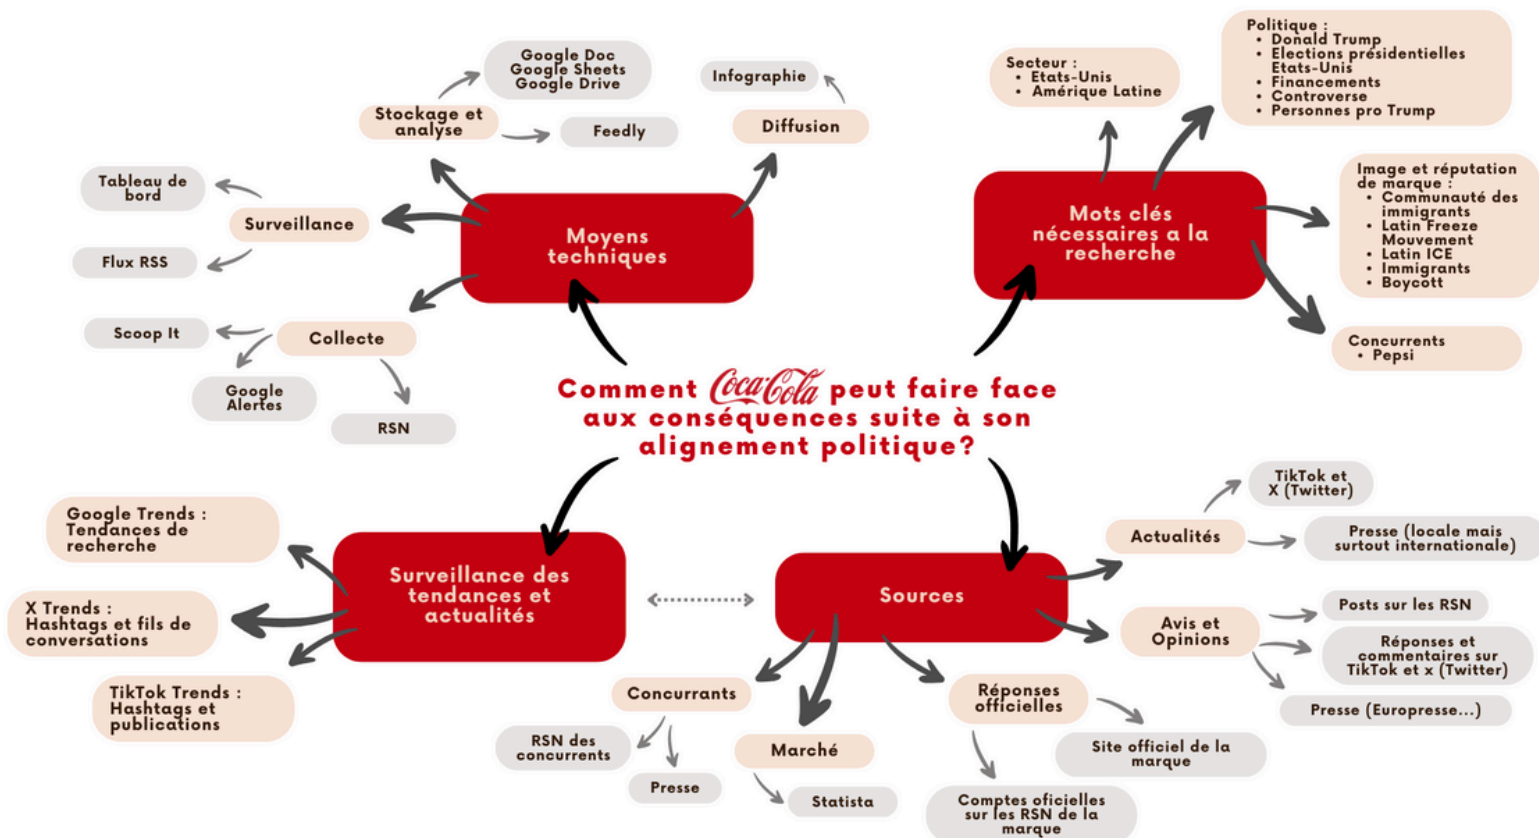 Google Doc
Google Sheets
Google Drive
Stockage et
analyse
Feedly
Infographie
Diffusion
Tableau de
bord
Surveillance
Flux RSS
Moyens
techniques
Scoop It
Collecte
Google
Alertes
RSN
Secteur :
• Etats-Unis
• Amérique Latine
Politique :
• Donald Trump
• Elections présidentielles
Etats-Unis
• Financements
• Controverse
• Personnes pro Trump
Mots clés
nécessaires a la
recherche
Image et réputation
de marque :
• Communauté des
immigrants
• Latin Freeze
Mouvement
• Latin ICE
• Immigrants
• Boycott
Concurrents
• Pepsi
Comment Coca-Cola peut faire face
aux conséquences suite à son
alignement politique?
Google Trends :
Tendances de
recherche
X Trends :
Hashtags et fils de
conversations
TikTok Trends :
Hashtags et
publications
Surveillance des
tendances et
actualités
Sources
Actualités
TikTok et
X (Twitter)
Presse (locale mais
surtout internationale)
Avis et
Opinions
Posts sur les RSN
Réponses et
commentaires sur
TikTok et x (Twitter)
Presse (Europresse...)
Concurrants
RSN des
concurrents
Presse
Marché
Statista
Réponses
officielles
Site officiel de la
marque
Comptes oficielles
sur les RSN de la
marque